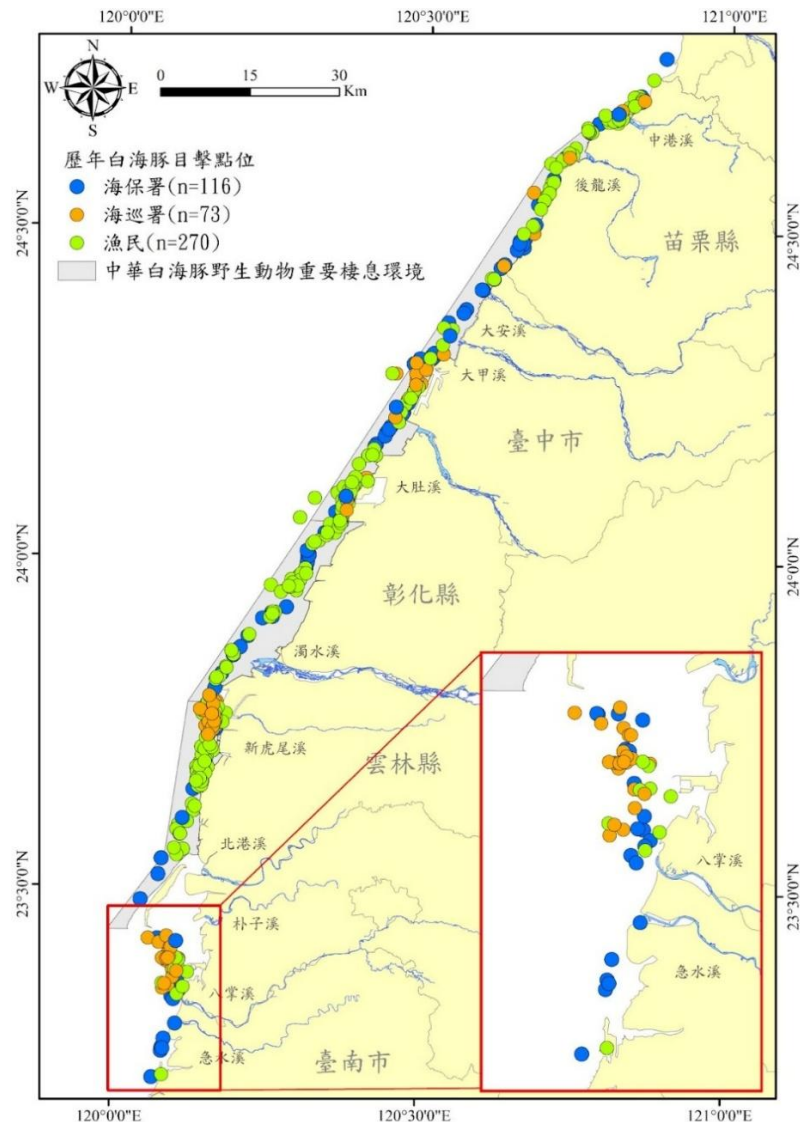 120°0'0"E
120°30'0"E
121°0'0"E
N
W
E
S
0
15
30
Km
歷年白海豚目擊點位
海保署(n=116)
海巡署(n=73)
漁民(n=270)
中華白海豚野生動物重要棲息環境
中港溪
後龍溪
24°30'0"N
24°30'0"N
苗栗縣
大安溪
大甲溪
臺中市
大肚溪
24°0'0"N
24°0'0"N
彰化縣
濁水溪
新虎尾溪
雲林縣
北港溪
八掌溪
23°30'0"N
23°30'0"N
朴子溪
急水溪
八掌溪
急水溪
臺南市
120°0'0"E
120°30'0"E
121°0'0"E